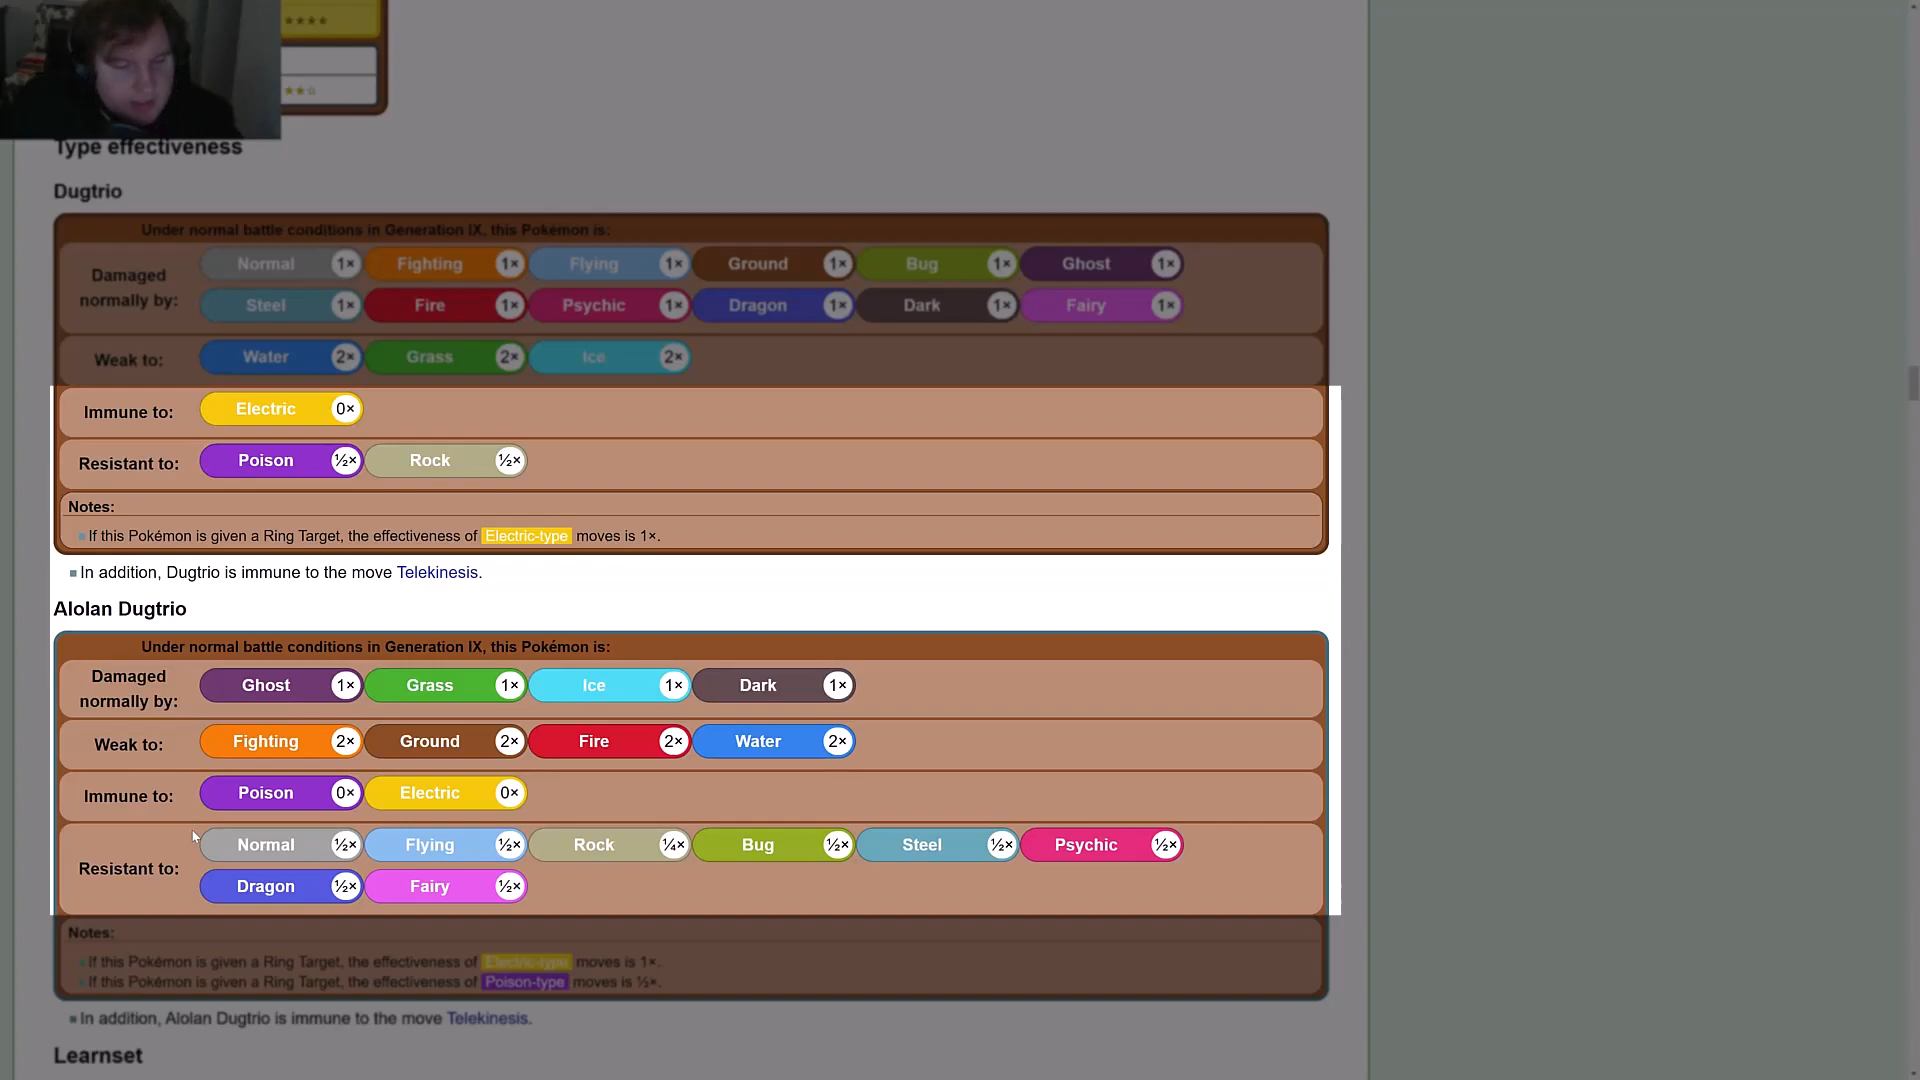 ★★★★
★★☆
Type effectiveness
Dugtrio
Under normal battle conditions in Generation IX, this Pokémon is:
Damaged normally by:
Normal 1× Fighting 1× Flying 1× Ground 1× Bug 1× Ghost 1×
Steel 1× Fire 1× Psychic 1× Dragon 1× Dark 1× Fairy 1×
Weak to: Water 2× Grass 2× Ice 2×
Immune to: Electric 0×
Resistant to: Poison ½× Rock ½×
Notes:
If this Pokémon is given a Ring Target, the effectiveness of Electric-type moves is 1×.
In addition, Dugtrio is immune to the move Telekinesis.
Alolan Dugtrio
Under normal battle conditions in Generation IX, this Pokémon is:
Damaged normally by:
Ghost 1× Grass 1× Ice 1× Dark 1×
Weak to: Fighting 2× Ground 2× Fire 2× Water 2×
Immune to: Poison 0× Electric 0×
Resistant to:
Normal ½× Flying ½× Rock ¼× Bug ½× Steel ½× Psychic ½×
Dragon ½× Fairy ½×
Notes:
If this Pokémon is given a Ring Target, the effectiveness of Electric-type moves is 1×.
If this Pokémon is given a Ring Target, the effectiveness of Poison-type moves is ½×.
In addition, Alolan Dugtrio is immune to the move Telekinesis.
Learnset